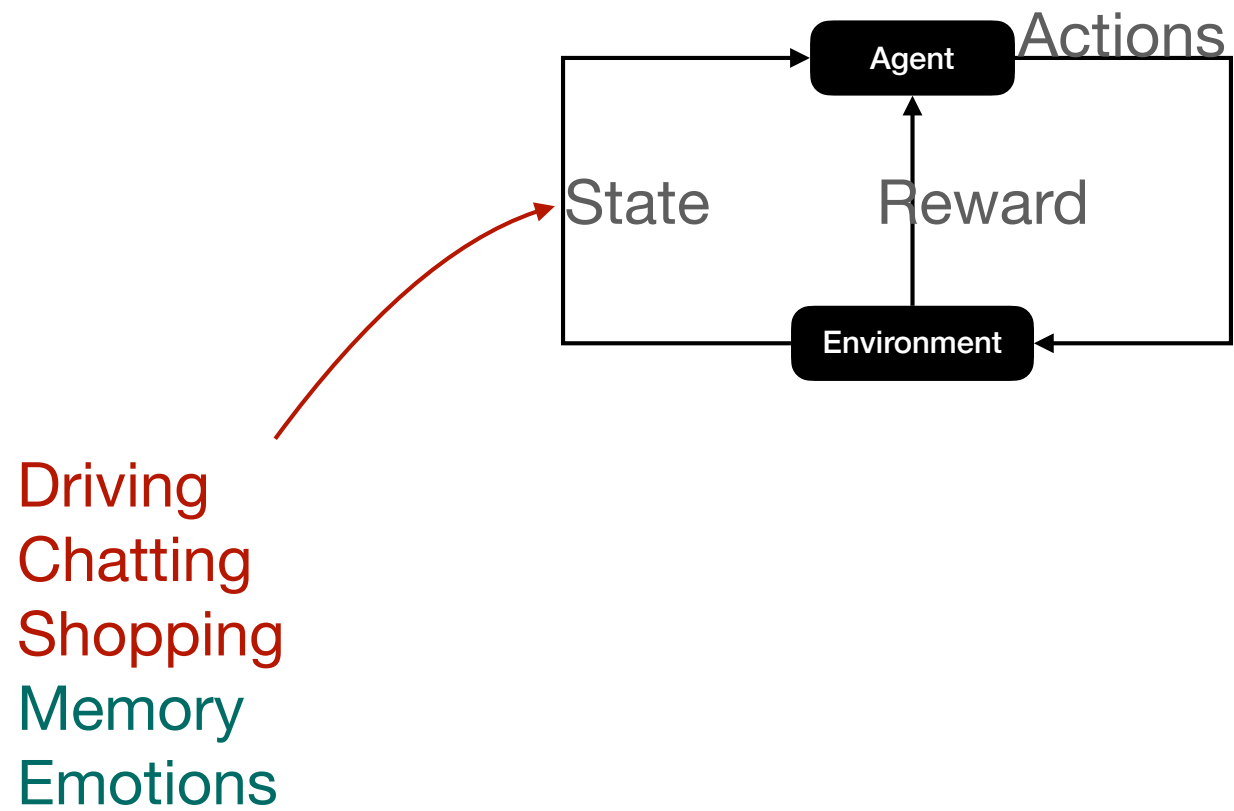 Agent
Actions
State
Reward
Environment
Driving
Chatting
Shopping
Memory
Emotions